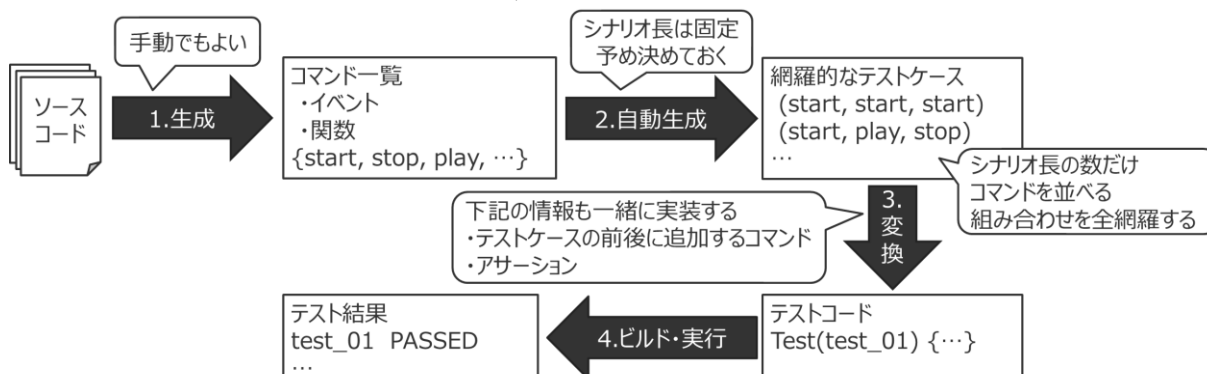 手動でもよい
シナリオ長は固定
予め決めておく
ソース
コード
1.生成
コマンド一覧
・イベント
・関数
{start, stop, play, …}
2.自動生成
網羅的なテストケース
(start, start, start)
(start, play, stop)
…
シナリオ長の数だけ
コマンドを並べる
組み合わせを全網羅する
3.
変
換
下記の情報も一緒に実装する
・テストケースの前後に追加するコマンド
・アサーション
テストコード
Test(test_01) {…}
4.ビルド・実行
テスト結果
test_01 PASSED
…